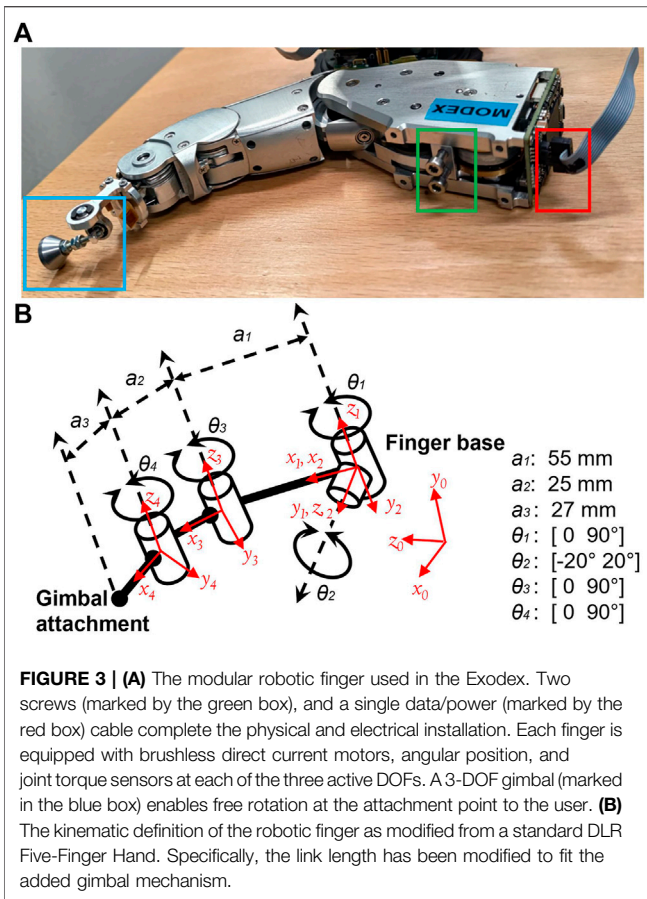 A
MODEX
B
a1
a2
a3
θ1
z1
θ3
z3
x1, x2
Finger base
θ4
z4
y1, z2
y2
y0
x3
y3
z0
x4
y4
x0
θ2
Gimbal
attachment
a1: 55 mm
a2: 25 mm
a3: 27 mm
θ1: [ 0 90°]
θ2: [-20° 20°]
θ3: [ 0 90°]
θ4: [ 0 90°]
FIGURE 3 | (A) The modular robotic finger used in the Exodex. Two
screws (marked by the green box), and a single data/power (marked by the
red box) cable complete the physical and electrical installation. Each finger is
equipped with brushless direct current motors, angular position, and
joint torque sensors at each of the three active DOFs. A 3-DOF gimbal (marked
in the blue box) enables free rotation at the attachment point to the user. (B)
The kinematic definition of the robotic finger as modified from a standard DLR
Five-Finger Hand. Specifically, the link length has been modified to fit the
added gimbal mechanism.